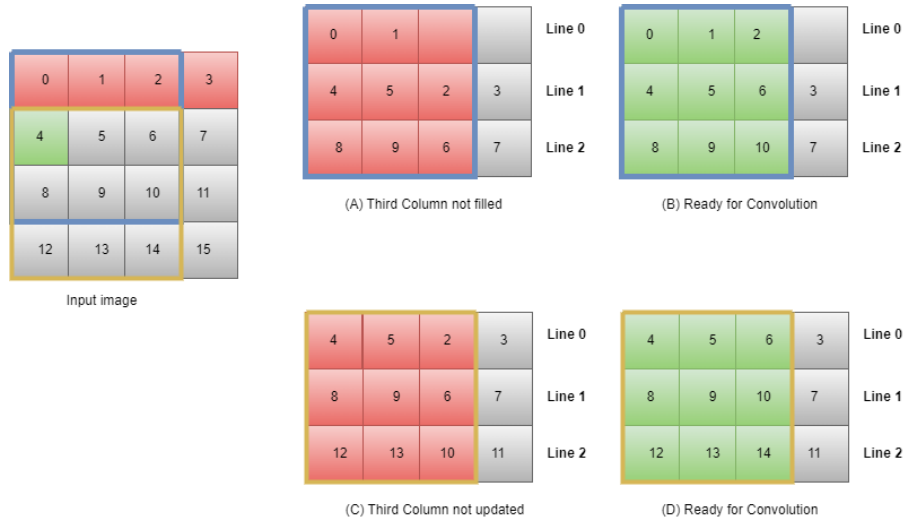 0 1 2 3
4 5 6 7
8 9 10 11
12 13 14 15
Input image
0 1 Line 0
4 5 2 3 Line 1
8 9 6 7 Line 2
(A) Third Column not filled
0 1 2 Line 0
4 5 6 3 Line 1
8 9 10 7 Line 2
(B) Ready for Convolution
4 5 2 3 Line 0
8 9 6 7 Line 1
12 13 10 11 Line 2
(C) Third Column not updated
4 5 6 3 Line 0
8 9 10 7 Line 1
12 13 14 11 Line 2
(D) Ready for Convolution